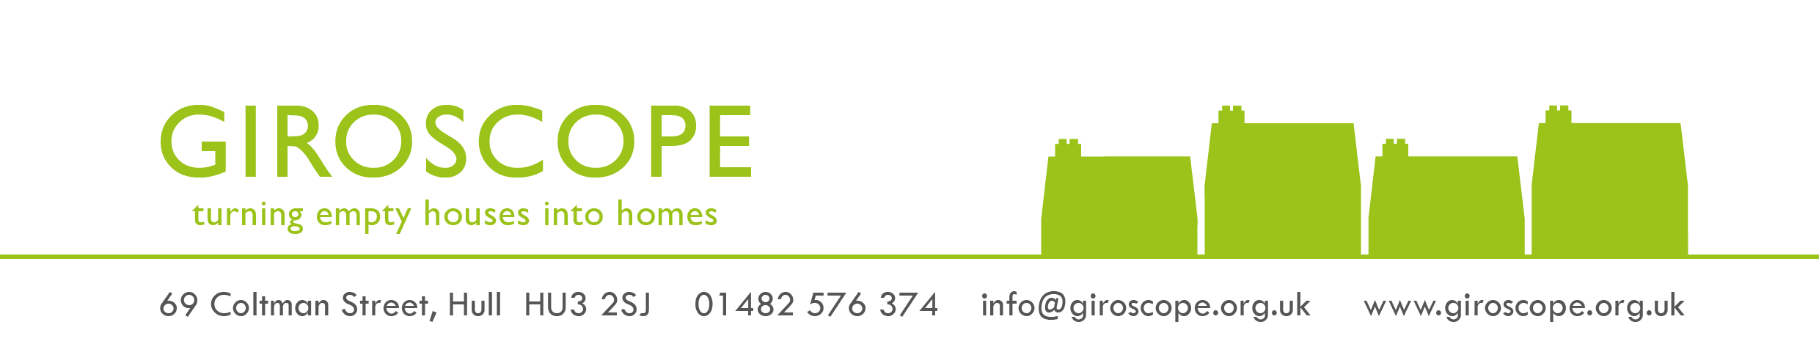 GIROSCOPE
turning empty houses into homes
69 Coltman Street, Hull  HU3 2SJ  01482 576 374  info@giroscope.org.uk  www.giroscope.org.uk